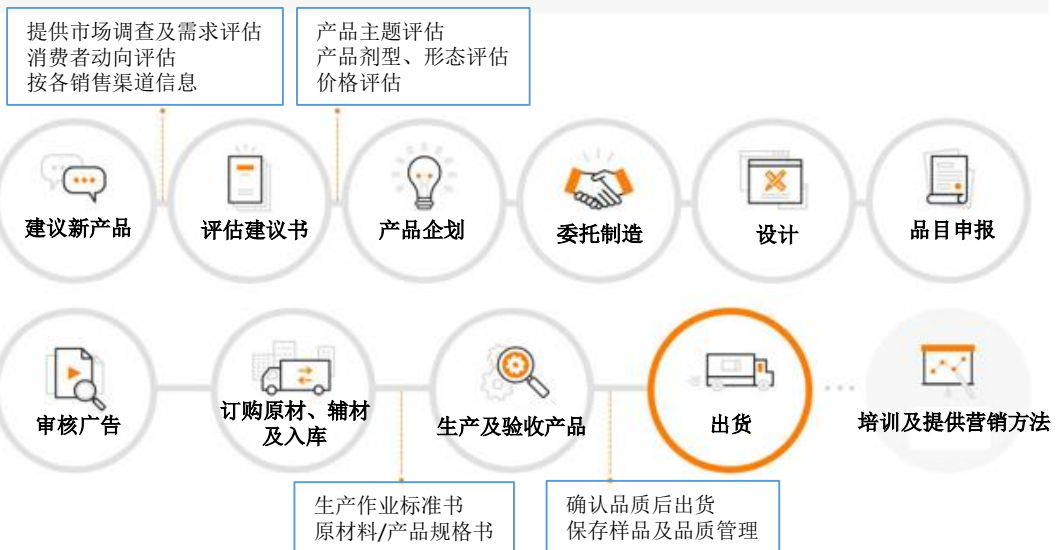 提供市场调查及需求评估
消费者动向评估
按各销售渠道信息
产品主题评估
产品剂型、形态评估
价格评估
建议新产品
评估建议书
产品企划
委托制造
设计
品目申报
审核广告
订购原材、辅材
及入库
生产及验收产品
出货
培训及提供营销方法
生产作业标准书
原材料/产品规格书
确认品质后出货
保存样品及品质管理